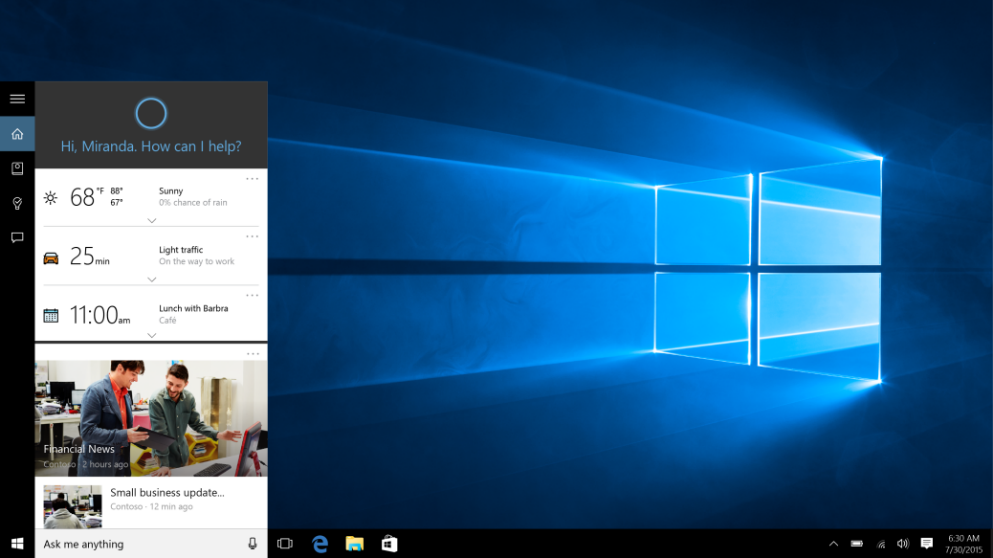 Hi, Miranda. How can I help?
68°F 88° Sunny
67° 0% chance of rain
25min Light traffic
On the way to work
11:00am Lunch with Barbra
Café
Financial News
Contoso · 2 hours ago
Small business update...
Contoso · 12 min ago
Ask me anything
6:30 AM
7/30/2015